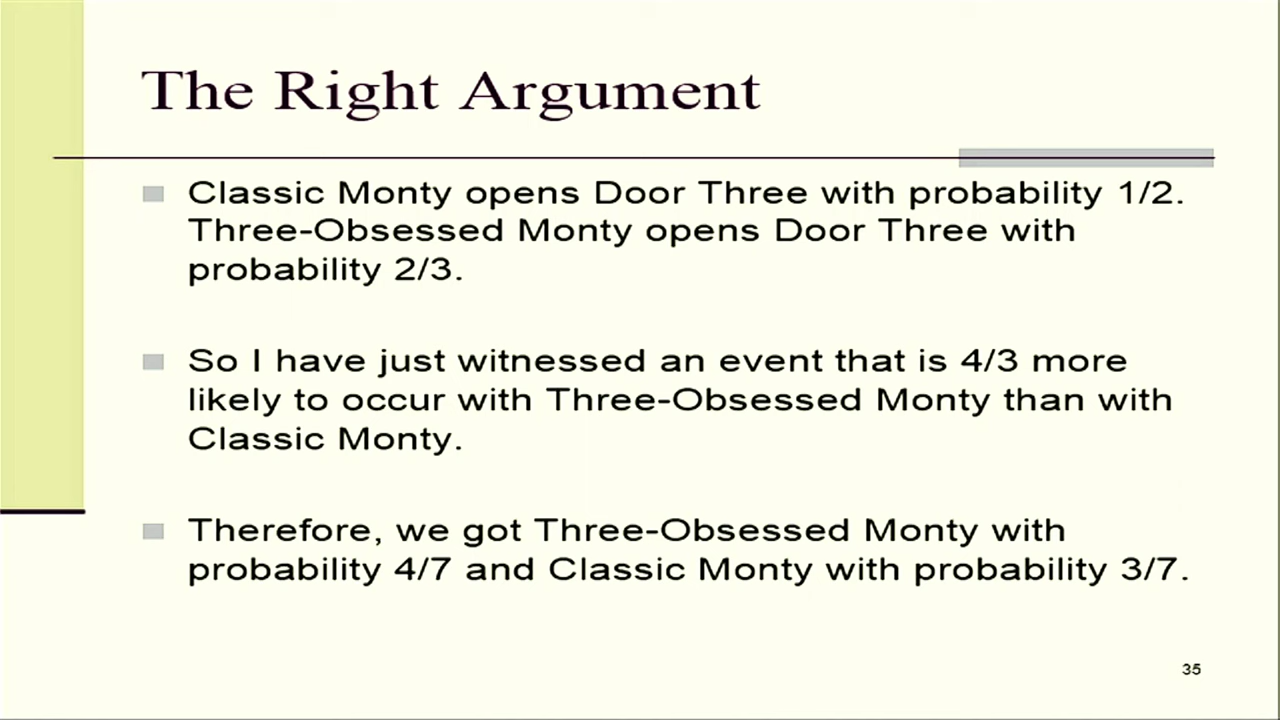 The Right Argument
Classic Monty opens Door Three with probability 1/2.
Three-Obsessed Monty opens Door Three with
probability 2/3.
So I have just witnessed an event that is 4/3 more
likely to occur with Three-Obsessed Monty than with
Classic Monty.
Therefore, we got Three-Obsessed Monty with
probability 4/7 and Classic Monty with probability 3/7.
35